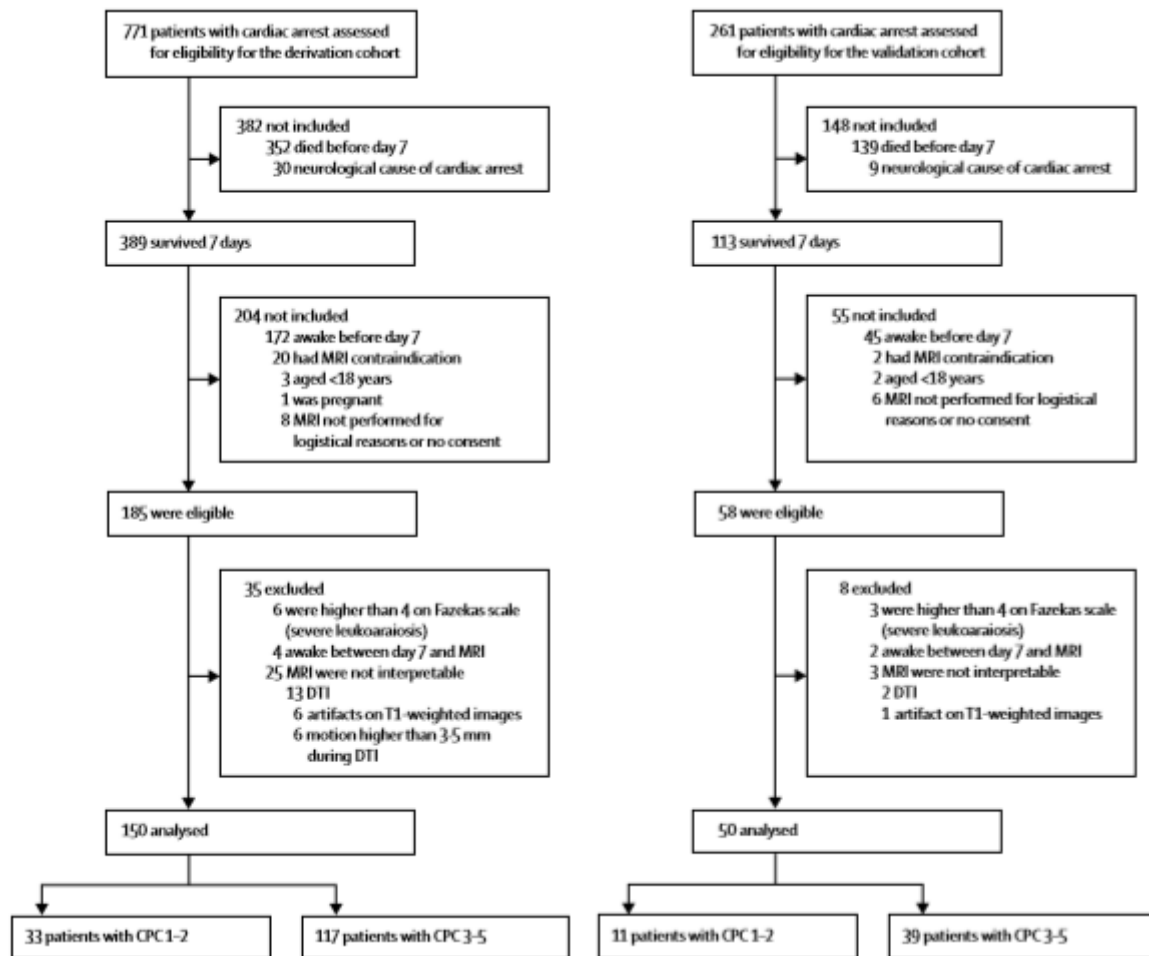 771 patients with cardiac arrest assessed
for eligibility for the derivation cohort
382 not included
352 died before day 7
30 neurological cause of cardiac arrest
389 survived 7 days
204 not included
172 awake before day 7
20 had MRI contraindication
3 aged <18 years
1 was pregnant
8 MRI not performed for
logistical reasons or no consent
185 were eligible
35 excluded
6 were higher than 4 on Fazekas scale
(severe leukoaraiosis)
4 awake between day 7 and MRI
25 MRI were not interpretable
13 DTI
6 artifacts on T1-weighted images
6 motion higher than 3·5 mm
during DTI
150 analysed
33 patients with CPC 1–2
117 patients with CPC 3–5
261 patients with cardiac arrest assessed
for eligibility for the validation cohort
148 not included
139 died before day 7
9 neurological cause of cardiac arrest
113 survived 7 days
55 not included
45 awake before day 7
2 had MRI contraindication
2 aged <18 years
6 MRI not performed for logistical
reasons or no consent
58 were eligible
8 excluded
3 were higher than 4 on Fazekas scale
(severe leukoaraiosis)
2 awake between day 7 and MRI
3 MRI were not interpretable
2 DTI
1 artifact on T1-weighted images
50 analysed
11 patients with CPC 1–2
39 patients with CPC 3–5